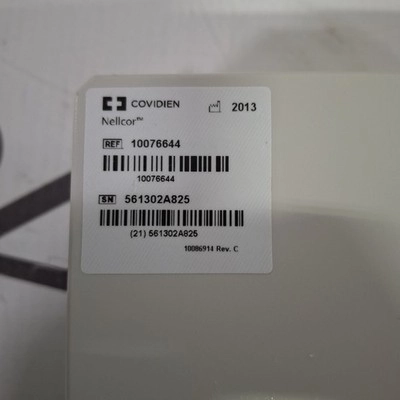 COVIDIEN 2013
Nellcor™
REF 10076644
10076644
SN 561302A825
(21) 561302A825
10086914 Rev. C